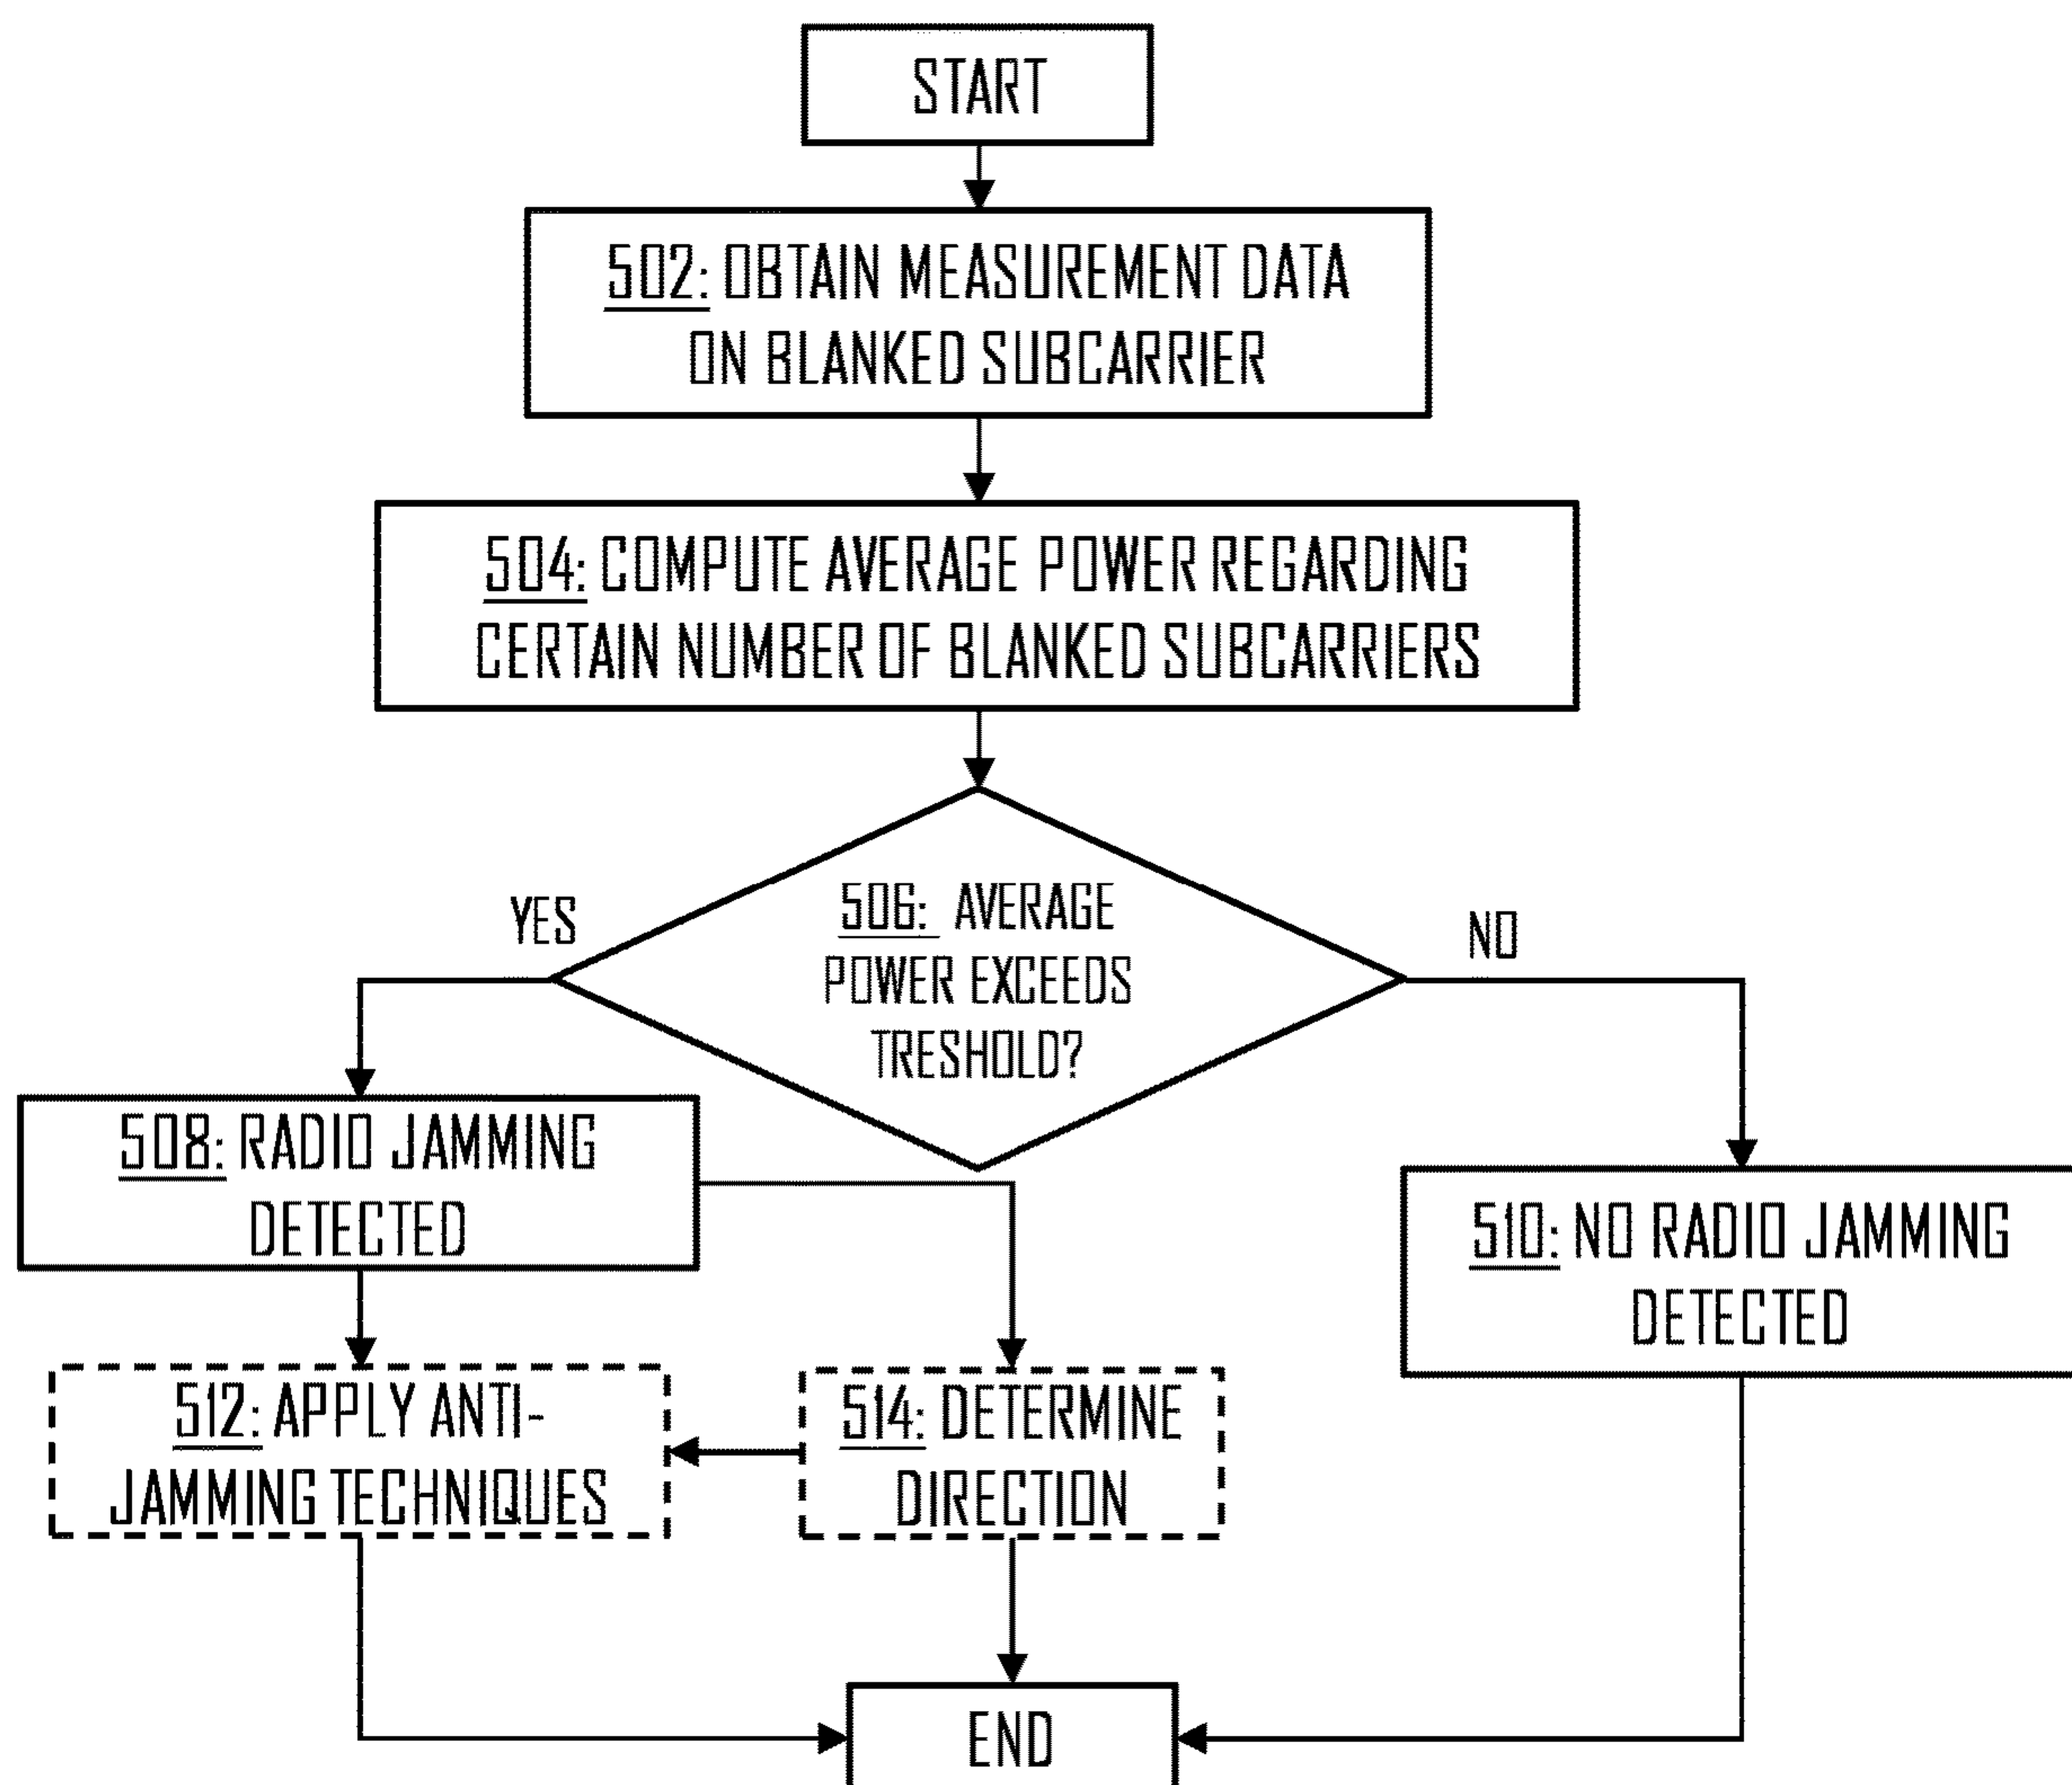 START
502: OBTAIN MEASUREMENT DATA
ON BLANKED SUBCARRIER
504: COMPUTE AVERAGE POWER REGARDING
CERTAIN NUMBER OF BLANKED SUBCARRIERS
YES
506: AVERAGE
POWER EXCEEDS
TRESHOLD?
NO
508: RADIO JAMMING
DETECTED
510: NO RADIO JAMMING
DETECTED
512: APPLY ANTI-
JAMMING TECHNIQUES
514: DETERMINE
DIRECTION
END